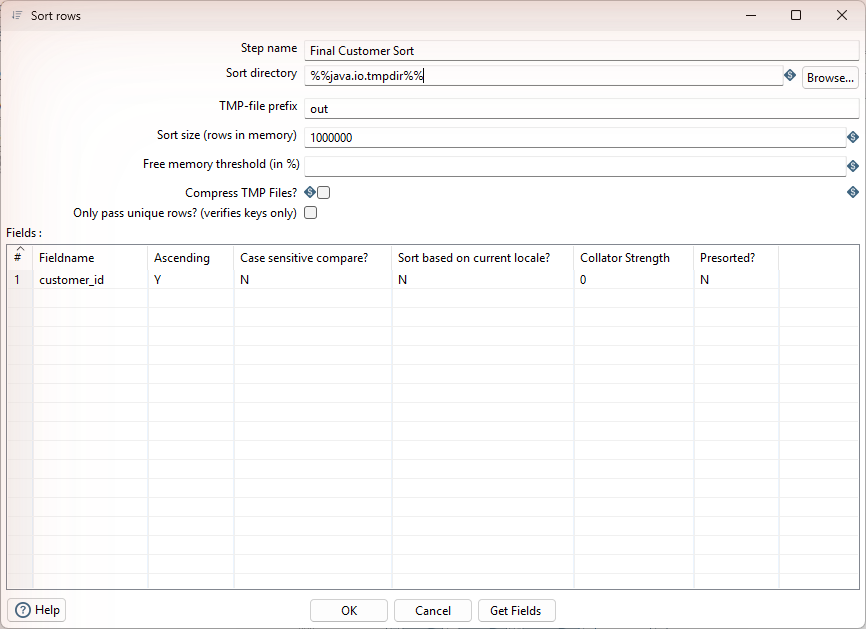 Sort rows
Step name Final Customer Sort
Sort directory %%java.io.tmpdir%% Browse...
TMP-file prefix out
Sort size (rows in memory) 1000000
Free memory threshold (in %)
Compress TMP Files?
Only pass unique rows? (verifies keys only)
Fields :
# Fieldname Ascending Case sensitive compare? Sort based on current locale? Collator Strength Presorted?
1 customer_id Y N N 0 N
Help OK Cancel Get Fields